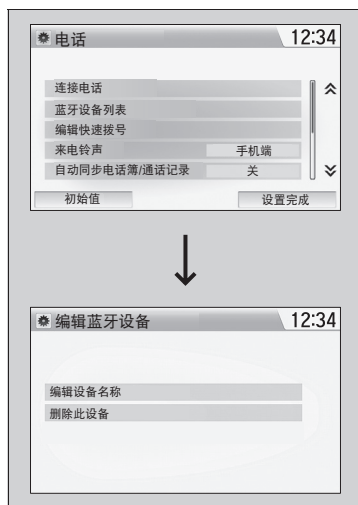 电话 12:34
连接电话
蓝牙设备列表
编辑快速拨号
来电铃声 手机端
自动同步电话簿/通话记录 关
初始值 设置完成
编辑蓝牙设备 12:34
编辑设备名称
删除此设备